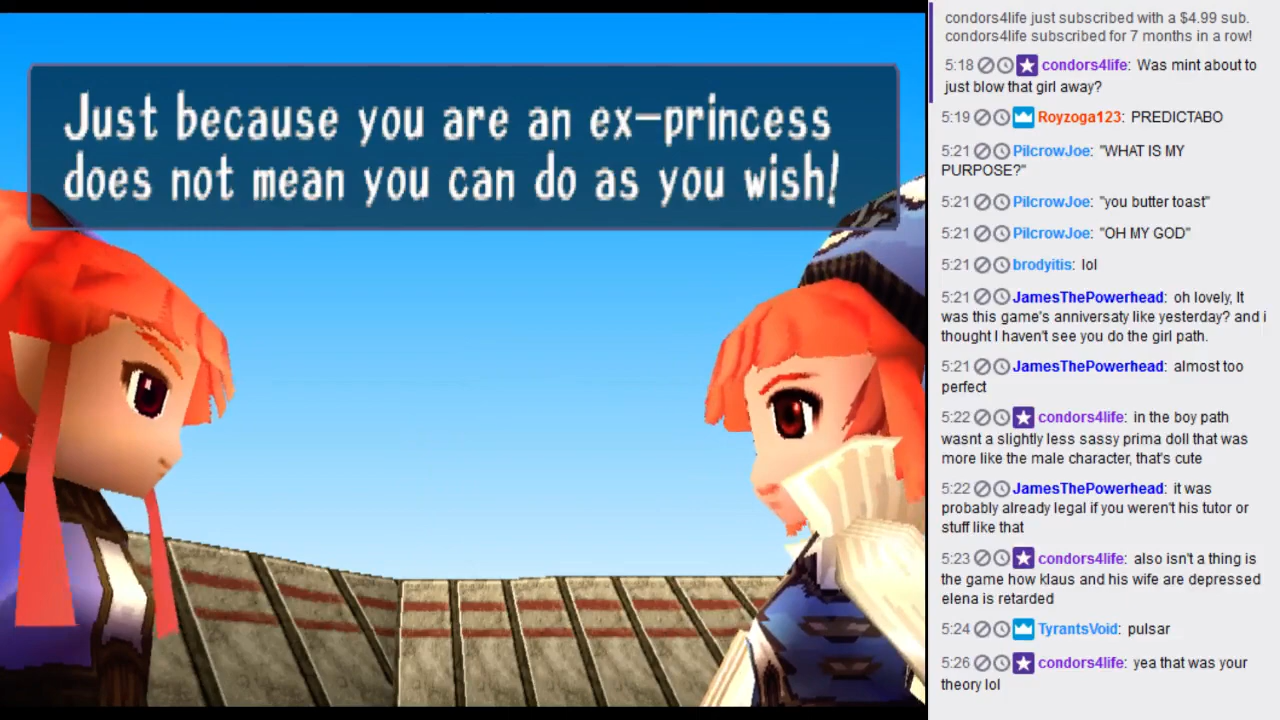 Just because you are an ex-princess
does not mean you can do as you wish!
condors4life just subscribed with a $4.99 sub.
condors4life subscribed for 7 months in a row!
5:18 condors4life: Was mint about to
just blow that girl away?
5:19 Royzoga123: PREDICTABO
5:21 PilcrowJoe: "WHAT IS MY
PURPOSE?"
5:21 PilcrowJoe: "you butter toast"
5:21 PilcrowJoe: "OH MY GOD"
5:21 brodyitis: lol
5:21 JamesThePowerhead: oh lovely, It
was this game's anniversaty like yesterday? and i
thought I haven't see you do the girl path.
5:21 JamesThePowerhead: almost too
perfect
5:22 condors4life: in the boy path
wasnt a slightly less sassy prima doll that was
more like the male character, that's cute
5:22 JamesThePowerhead: it was
probably already legal if you weren't his tutor or
stuff like that
5:23 condors4life: also isn't a thing is
the game how klaus and his wife are depressed
elena is retarded
5:24 TyrantsVoid: pulsar
5:26 condors4life: yea that was your
theory lol